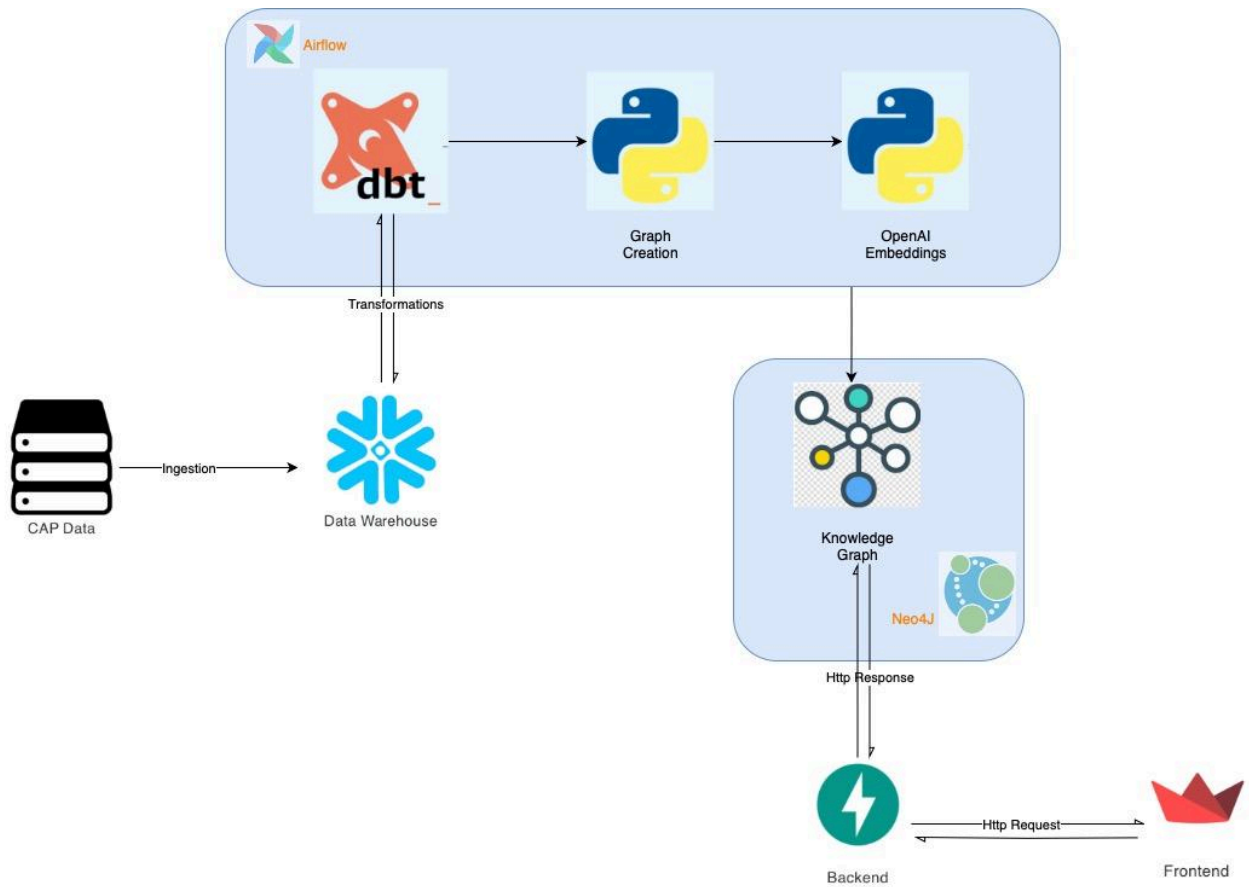 Airflow
dbt_
Graph
Creation
OpenAI
Embeddings
Transformations
Ingestion
CAP Data
Data Warehouse
Knowledge
Graph
Neo4J
Http Response
Http Request
Backend
Frontend